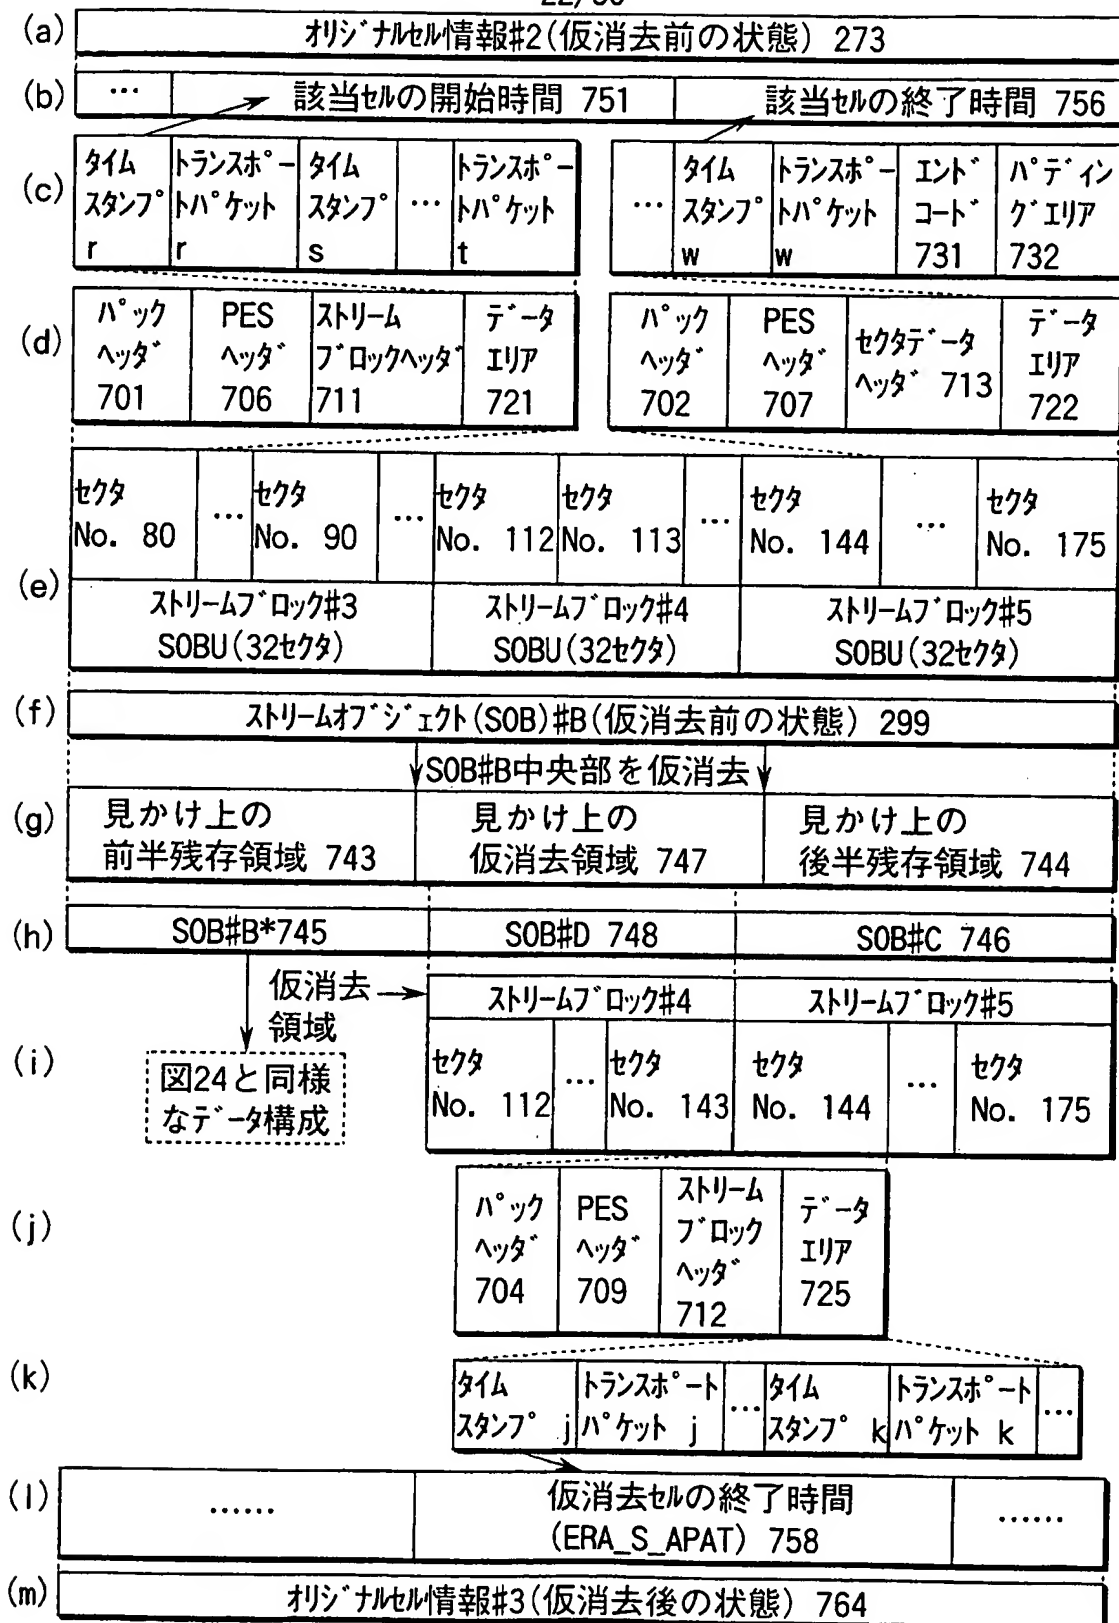 (a) オリジナルセル情報#2(仮消去前の状態) 273
(b) … 該当セルの開始時間 751 該当セルの終了時間 756
(c)
タイム
スタンプ
r
トランスポー
トパケット
r
タイム
スタンプ
s
…
トランスポー
トパケット
t
…
タイム
スタンプ
w
トランスポー
トパケット
w
エンド
コード
731
パディン
グエリア
732
(d)
パック
ヘッダ
701
PES
ヘッダ
706
ストリーム
ブロックヘッダ
711
データ
エリア
721
パック
ヘッダ
702
PES
ヘッダ
707
セクタデータ
ヘッダ 713
データ
エリア
722
(e)
セクタ
No. 80
…
セクタ
No. 90
…
セクタ
No. 112
セクタ
No. 113
…
セクタ
No. 144
…
セクタ
No. 175
ストリームブロック#3
SOBU(32セクタ)
ストリームブロック#4
SOBU(32セクタ)
ストリームブロック#5
SOBU(32セクタ)
(f) ストリームオブジェクト(SOB)#B(仮消去前の状態) 299
SOB#B中央部を仮消去
(g)
見かけ上の
前半残存領域 743
見かけ上の
仮消去領域 747
見かけ上の
後半残存領域 744
(h) SOB#B*745 SOB#D 748 SOB#C 746
仮消去
領域
図24と同様
なデータ構成
(i)
ストリームブロック#4
ストリームブロック#5
セクタ
No. 112
…
セクタ
No. 143
セクタ
No. 144
…
セクタ
No. 175
(j)
パック
ヘッダ
704
PES
ヘッダ
709
ストリーム
ブロック
ヘッダ
712
データ
エリア
725
(k)
タイム
スタンプ j
トランスポート
パケット j
…
タイム
スタンプ k
トランスポート
パケット k
…
(l)
……
仮消去セルの終了時間
(ERA_S_APAT) 758
……
(m) オリジナルセル情報#3(仮消去後の状態) 764